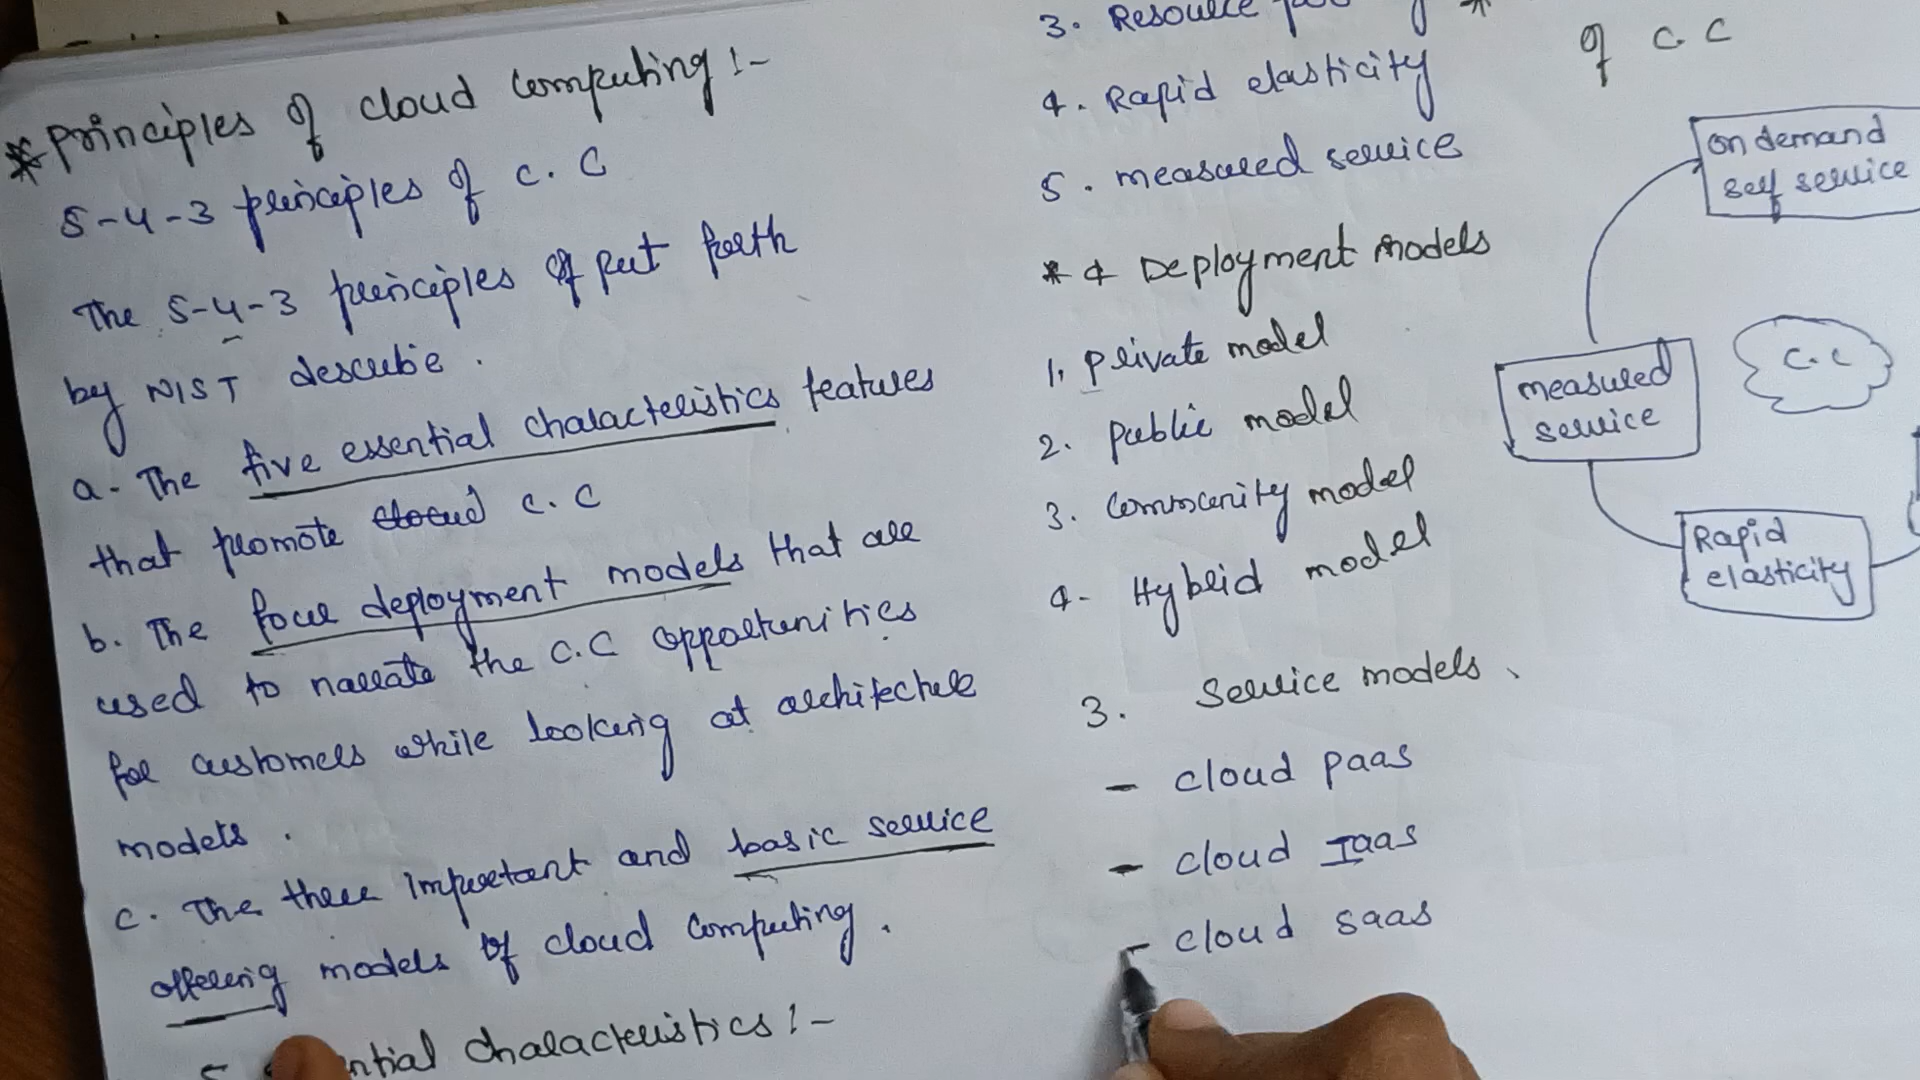 * Principles of cloud computing :-
5-4-3 principles of c.c
The 5-4-3 principles of put forth
by NIST describe.
a- The five essential characteristics features
that promote c.c
b. The four deployment models that are
used to narrate the c.c opportunities
for customers while looking at architecture
models.
c. The three important and basic service
offering models of cloud computing.
ntial characteristics :-
3. Resource
4. Rapid elasticity
5. measured service
* 4 Deployment models
1. private model
2. public model
3. Community model
4- Hybrid model
3. Service models
- cloud paas
- cloud Iaas
- cloud saas
of c.c
on demand
self service
measured
service
c.c
Rapid
elasticity